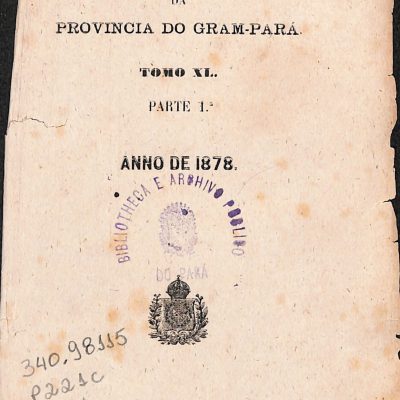 DA
PROVINCIA DO GRAM-PARÁ.
TOMO XL.
PARTE 1.ª
ANNO DE 1878.
BIBLIOTHECA E ARCHIVO PUBLICO
DO PARÁ
340.98115
P221c